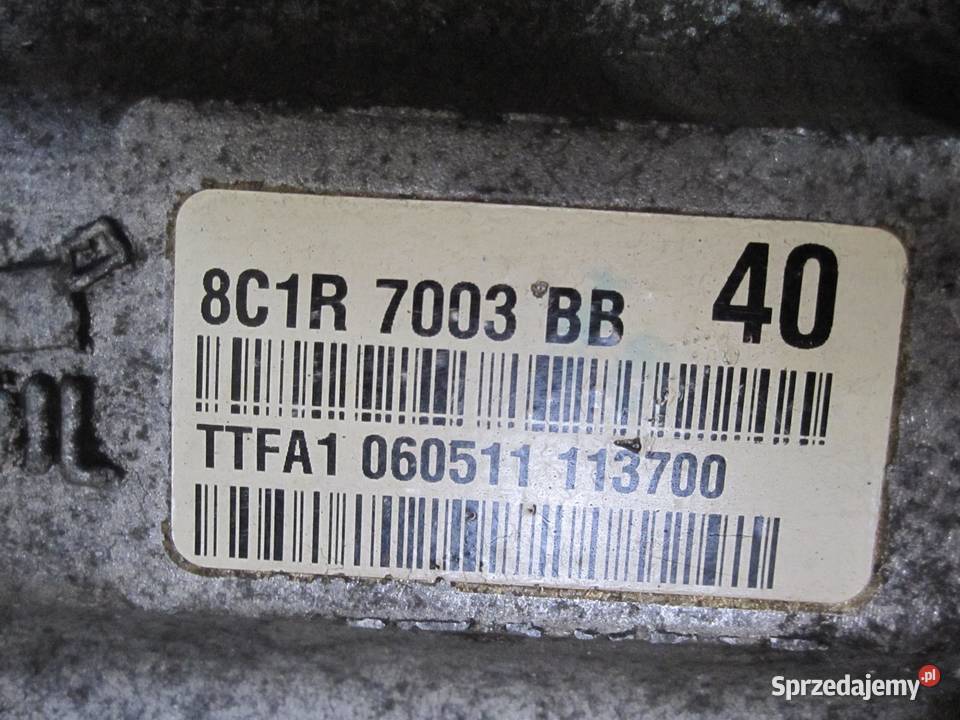 8C1R 7003 BB 40
TTFA1 060511 113700
Sprzedajemy.pl